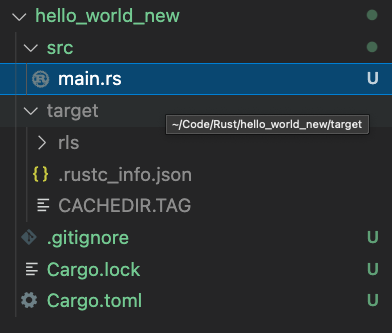 hello_world_new
src
main.rs U
target
~/Code/Rust/hello_world_new/target
rls
{} .rustc_info.json
CACHEDIR.TAG
.gitignore U
Cargo.lock U
Cargo.toml U